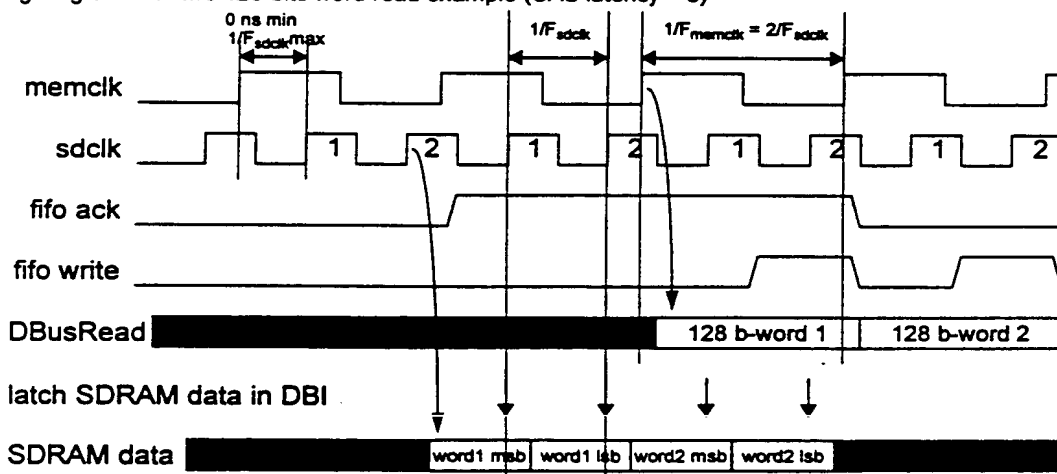 0 ns min
1/Fsdclk max
1/Fsdclk
1/Fmemclk = 2/Fsdclk
memclk
sdclk
1 2 1 2 1 2 1 2
fifo ack
fifo write
DBusRead
128 b-word 1
128 b-word 2
latch SDRAM data in DBI
SDRAM data
word1 msb
word1 lsb
word2 msb
word2 lsb